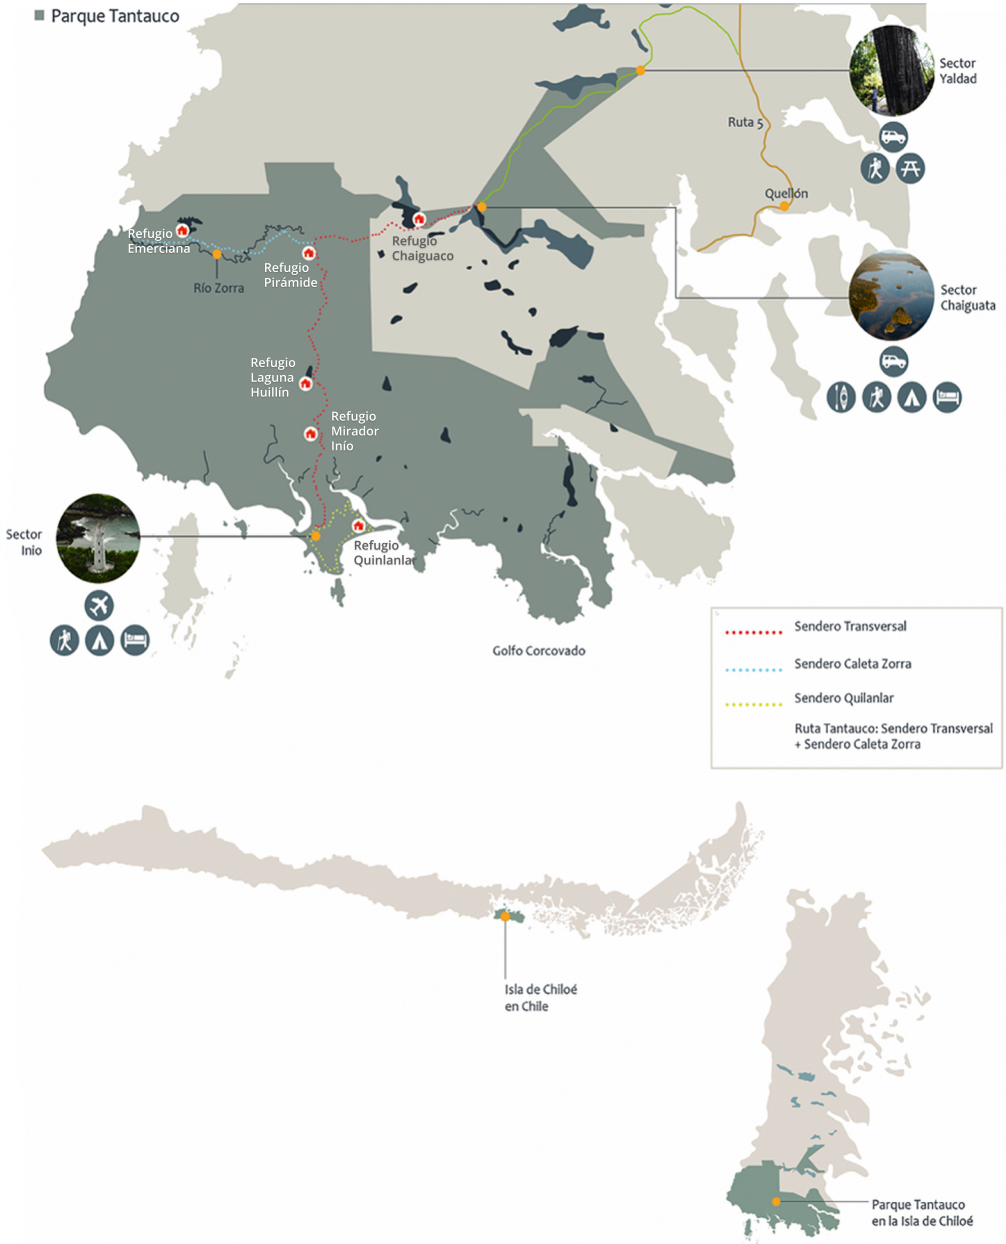 Parque Tantauco
Sector
Yaldad
Ruta 5
Quellón
Refugio
Emerciana
Refugio
Chaiguaco
Refugio
Pirámide
Río Zorra
Sector
Chaiguata
Refugio
Laguna
Huillín
Refugio
Mirador
Inío
Sector
Inio
Refugio
Quinlanlar
Golfo Corcovado
Sendero Transversal
Sendero Caleta Zorra
Sendero Quilanlar
Ruta Tantauco: Sendero Transversal
+ Sendero Caleta Zorra
Isla de Chiloé
en Chile
Parque Tantauco
en la Isla de Chiloé